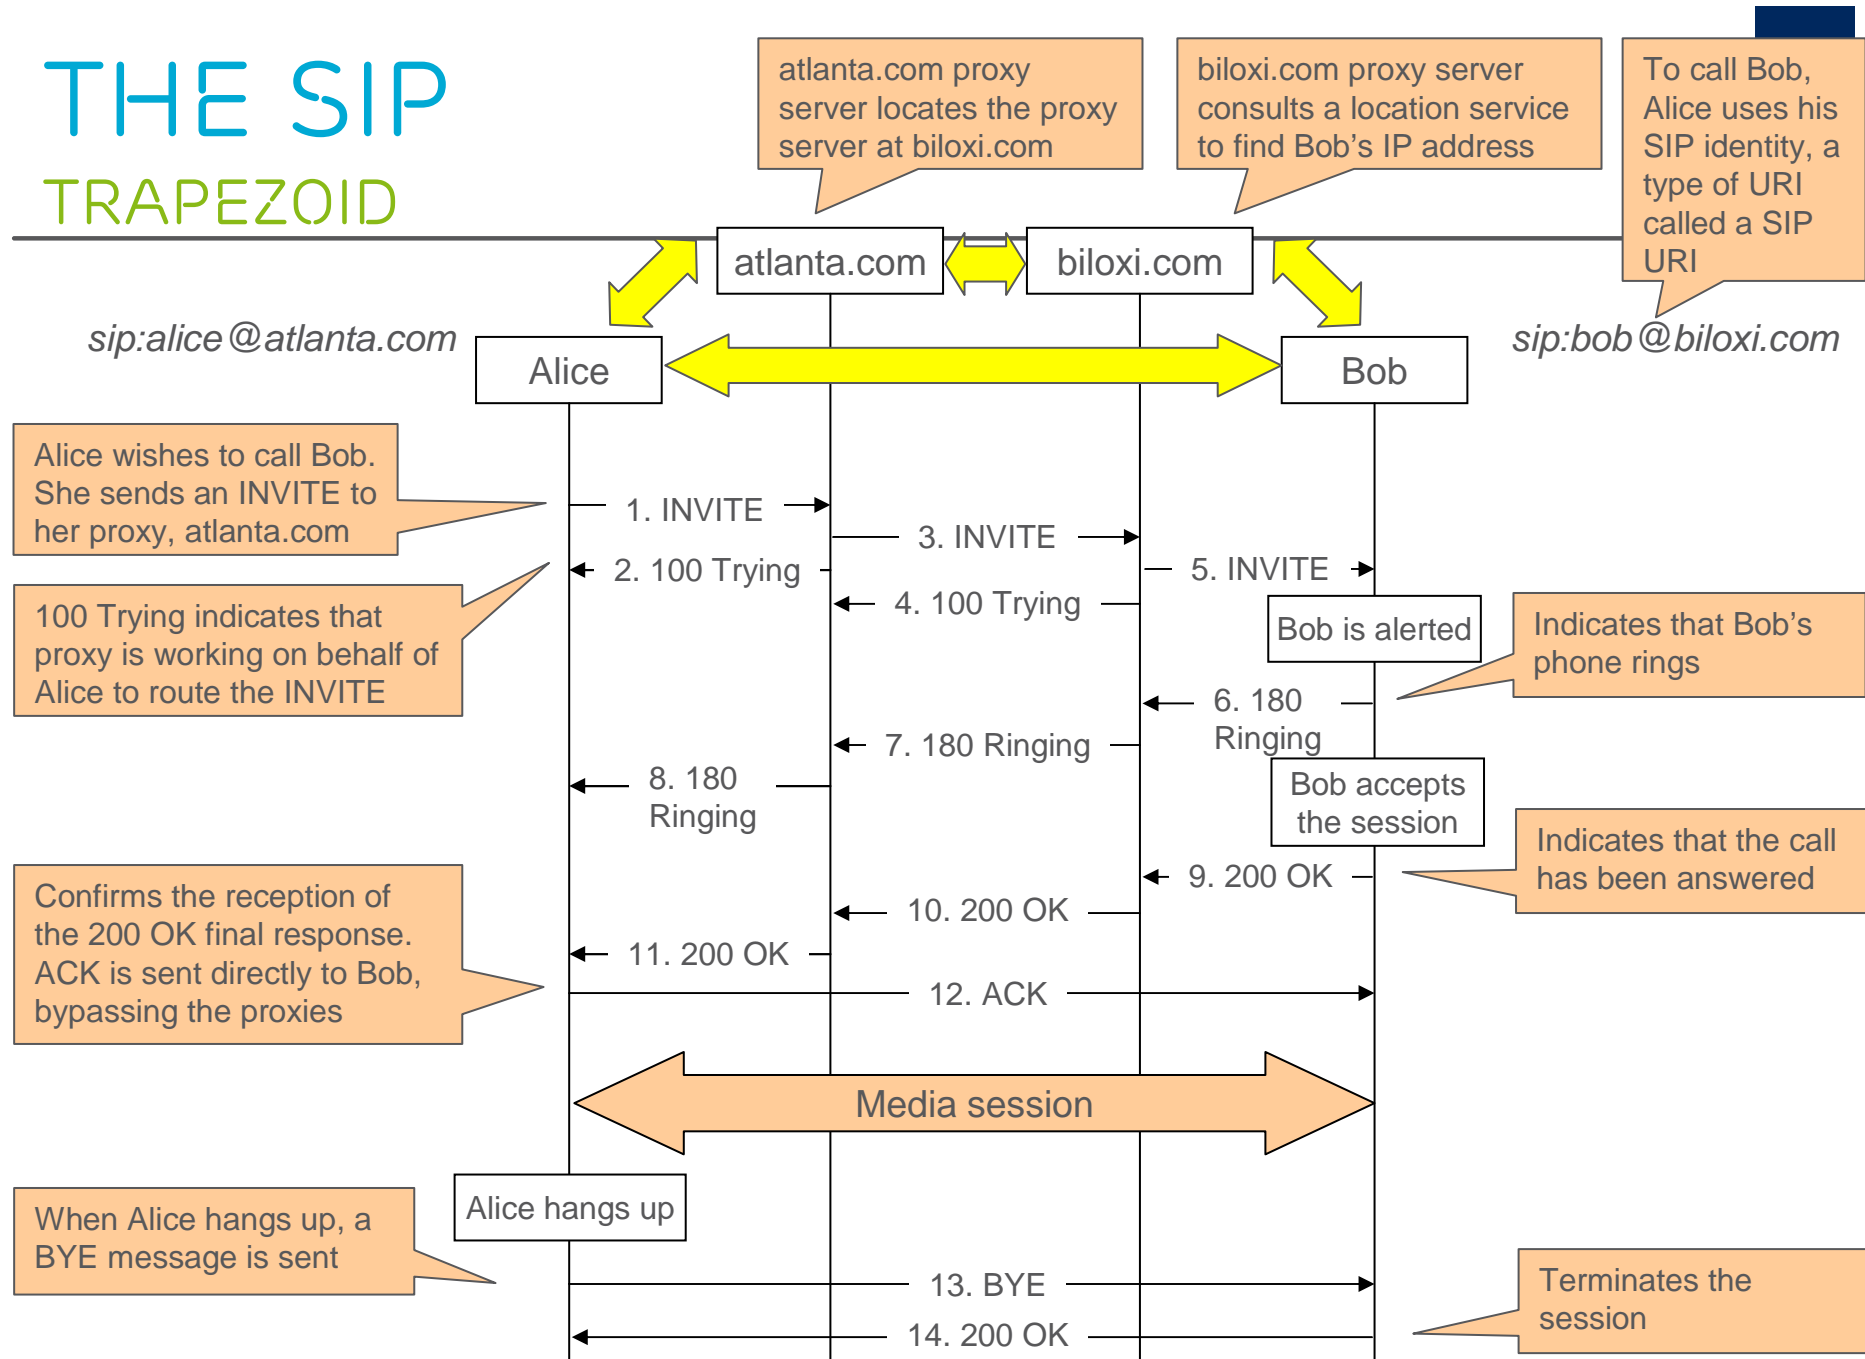 THE SIP
TRAPEZOID
atlanta.com proxy
server locates the proxy
server at biloxi.com
biloxi.com proxy server
consults a location service
to find Bob’s IP address
To call Bob,
Alice uses his
SIP identity, a
type of URI
called a SIP
URI
atlanta.com
biloxi.com
sip:alice@atlanta.com
sip:bob@biloxi.com
Alice
Bob
Alice wishes to call Bob.
She sends an INVITE to
her proxy, atlanta.com
1. INVITE
3. INVITE
2. 100 Trying
5. INVITE
4. 100 Trying
100 Trying indicates that
proxy is working on behalf of
Alice to route the INVITE
Bob is alerted
Indicates that Bob’s
phone rings
6. 180
Ringing
7. 180 Ringing
8. 180
Ringing
Bob accepts
the session
Indicates that the call
has been answered
9. 200 OK
10. 200 OK
11. 200 OK
Confirms the reception of
the 200 OK final response.
ACK is sent directly to Bob,
bypassing the proxies
12. ACK
Media session
Alice hangs up
When Alice hangs up, a
BYE message is sent
13. BYE
14. 200 OK
Terminates the
session